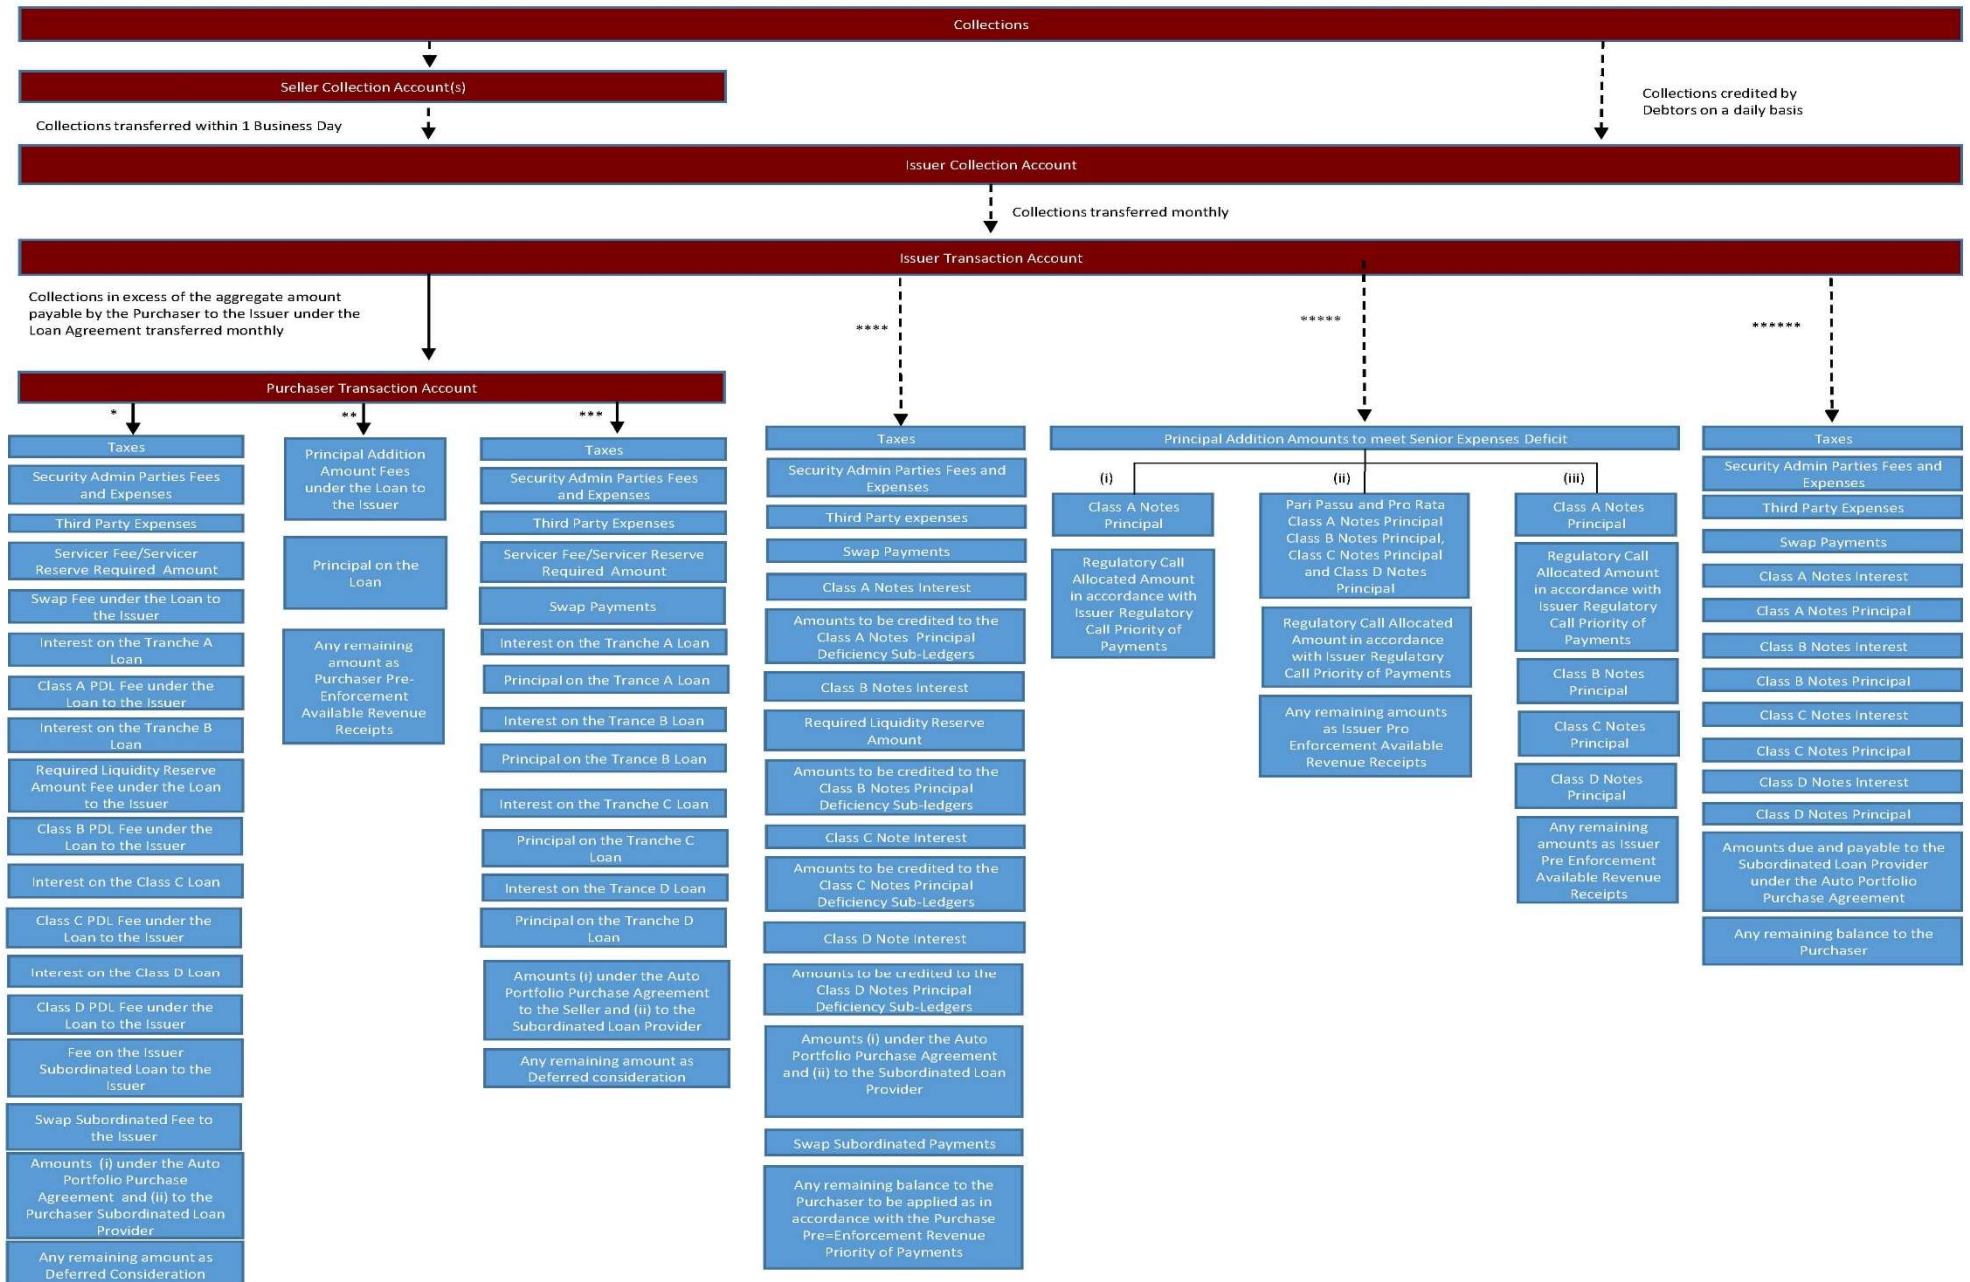 Collections
Seller Collection Account(s)
Collections transferred within 1 Business Day
Collections credited by
Debtors on a daily basis
Issuer Collection Account
Collections transferred monthly
Issuer Transaction Account
Collections in excess of the aggregate amount
payable by the Purchaser to the Issuer under the
Loan Agreement transferred monthly
****
*****
******
Purchaser Transaction Account
*
**
***
Taxes
Security Admin Parties Fees
and Expenses
Third Party Expenses
Servicer Fee/Servicer
Reserve Required Amount
Swap Fee under the Loan to
the Issuer
Interest on the Tranche A
Loan
Class A PDL Fee under the
Loan to the Issuer
Interest on the Tranche B
Loan
Required Liquidity Reserve
Amount Fee under the Loan
to the Issuer
Class B PDL Fee under the
Loan to the Issuer
Interest on the Class C Loan
Class C PDL Fee under the
Loan to the Issuer
Interest on the Class D Loan
Class D PDL Fee under the
Loan to the Issuer
Fee on the Issuer
Subordinated Loan to the
Issuer
Swap Subordinated Fee to
the Issuer
Amounts (i) under the Auto
Portfolio Purchase
Agreement and (ii) to the
Purchaser Subordinated Loan
Provider
Any remaining amount as
Deferred Consideration
Principal Addition
Amount Fees
under the Loan to
the Issuer
Principal on the
Loan
Any remaining
amount as
Purchaser Pre-
Enforcement
Available Revenue
Receipts
Taxes
Security Admin Parties Fees
and Expenses
Third Party Expenses
Servicer Fee/Servicer Reserve
Required Amount
Swap Payments
Interest on the Tranche A Loan
Principal on the Trance A Loan
Interest on the Trance B Loan
Principal on the Trance B Loan
Interest on the Tranche C Loan
Principal on the Tranche C
Loan
Interest on the Trance D Loan
Principal on the Tranche D
Loan
Amounts (i) under the Auto
Portfolio Purchase Agreement
to the Seller and (ii) to the
Subordinated Loan Provider
Any remaining amount as
Deferred consideration
Taxes
Security Admin Parties Fees and
Expenses
Third Party expenses
Swap Payments
Class A Notes Interest
Amounts to be credited to the
Class A Notes Principal
Deficiency Sub-Ledgers
Class B Notes Interest
Required Liquidity Reserve
Amount
Amounts to be credited to the
Class B Notes Principal
Deficiency Sub-ledgers
Class C Note Interest
Amounts to be credited to the
Class C Notes Principal
Deficiency Sub-Ledgers
Class D Note Interest
Amounts to be credited to the
Class D Notes Principal
Deficiency Sub-Ledgers
Amounts (i) under the Auto
Portfolio Purchase Agreement
and (ii) to the Subordinated Loan
Provider
Swap Subordinated Payments
Any remaining balance to the
Purchaser to be applied as in
accordance with the Purchase
Pre=Enforcement Revenue
Priority of Payments
Principal Addition Amounts to meet Senior Expenses Deficit
(i)
Class A Notes
Principal
Regulatory Call
Allocated Amount
in accordance with
Issuer Regulatory
Call Priority of
Payments
(ii)
Pari Passu and Pro Rata
Class A Notes Principal
Class B Notes Principal,
Class C Notes Principal
and Class D Notes
Principal
Regulatory Call Allocated
Amount in accordance
with Issuer Regulatory
Call Priority of Payments
Any remaining amounts
as Issuer Pro
Enforcement Available
Revenue Receipts
(iii)
Class A Notes
Principal
Regulatory Call
Allocated Amount
in accordance with
Issuer Regulatory
Call Priority of
Payments
Class B Notes
Principal
Class C Notes
Principal
Class D Notes
Principal
Any remaining
amounts as Issuer
Pre Enforcement
Available Revenue
Receipts
Taxes
Security Admin Parties Fees and
Expenses
Third Party Expenses
Swap Payments
Class A Notes Interest
Class A Notes Principal
Class B Notes Interest
Class B Notes Principal
Class C Notes Interest
Class C Notes Principal
Class D Notes Interest
Class D Notes Principal
Amounts due and payable to the
Subordinated Loan Provider
under the Auto Portfolio
Purchase Agreement
Any remaining balance to the
Purchaser